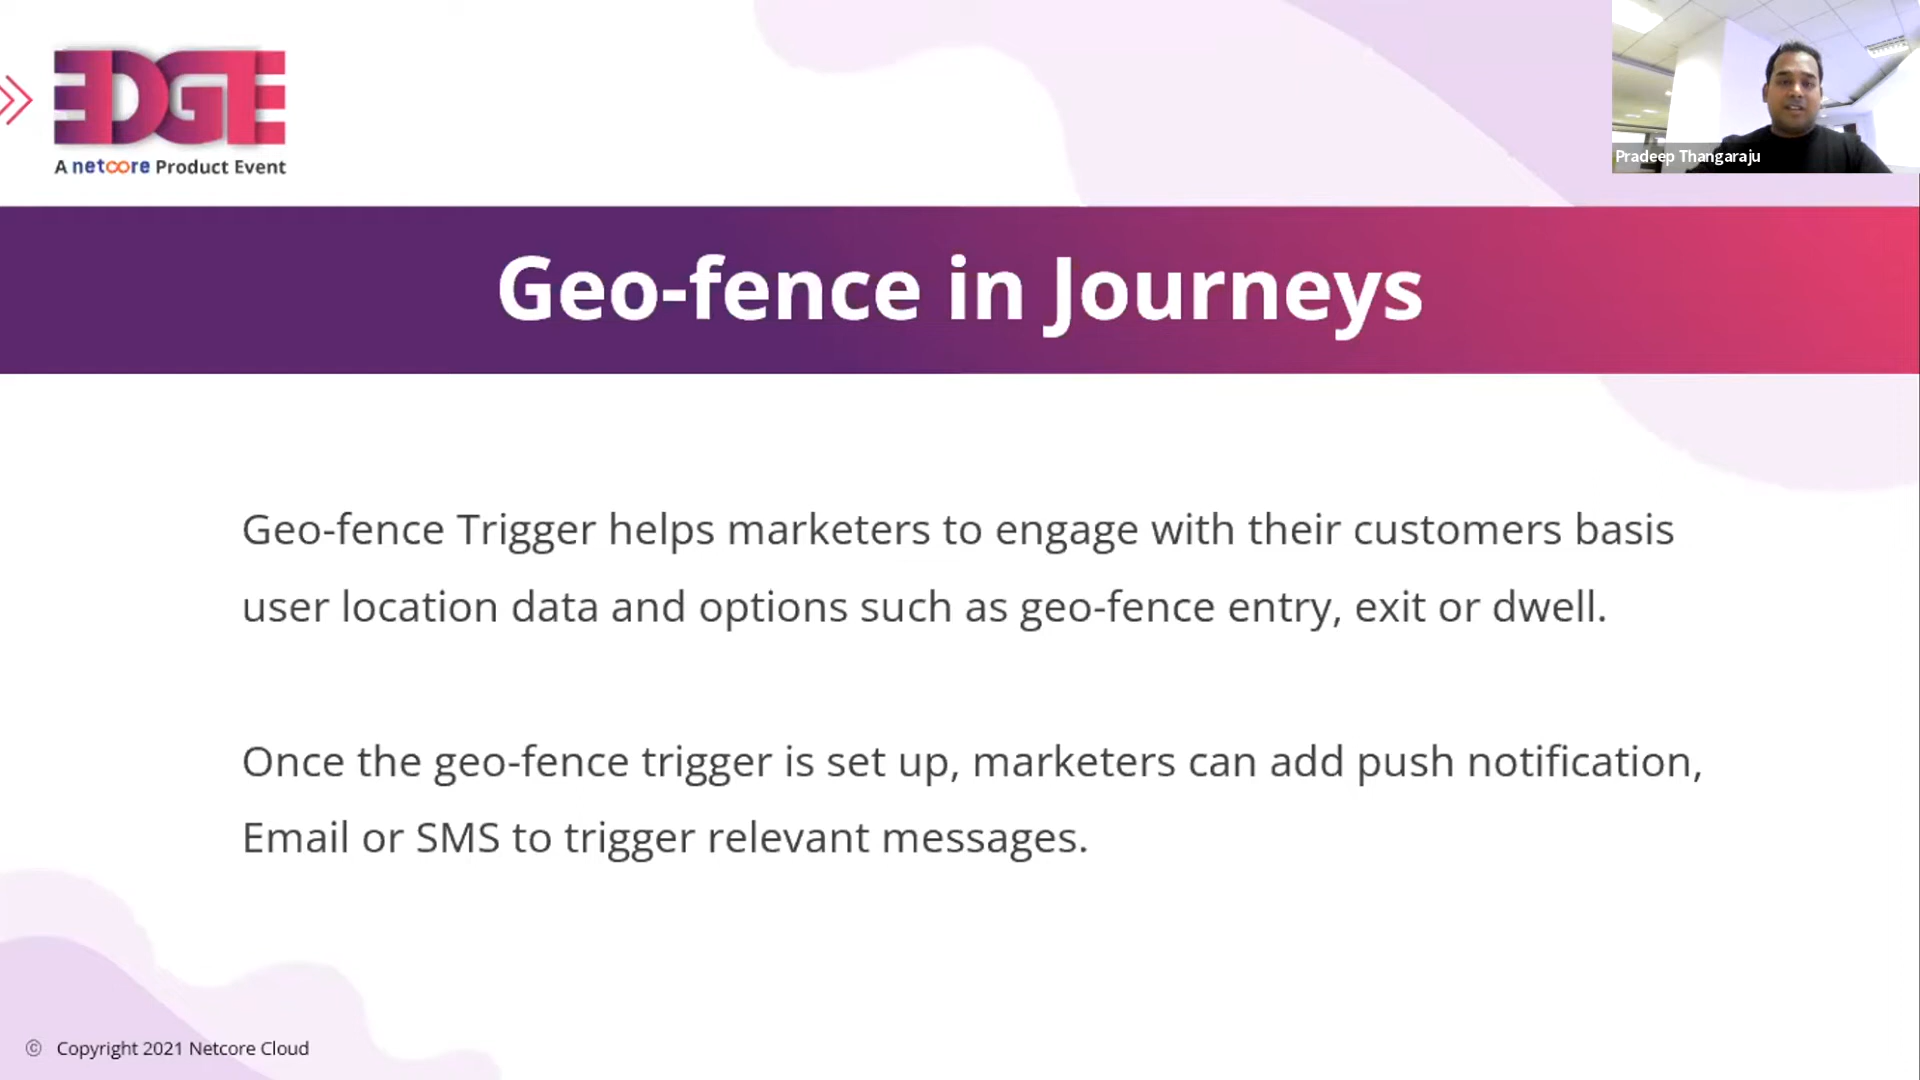 EDGE
A netcore Product Event
Pradeep Thangaraju
Geo-fence in Journeys
Geo-fence Trigger helps marketers to engage with their customers basis
user location data and options such as geo-fence entry, exit or dwell.
Once the geo-fence trigger is set up, marketers can add push notification,
Email or SMS to trigger relevant messages.
© Copyright 2021 Netcore Cloud